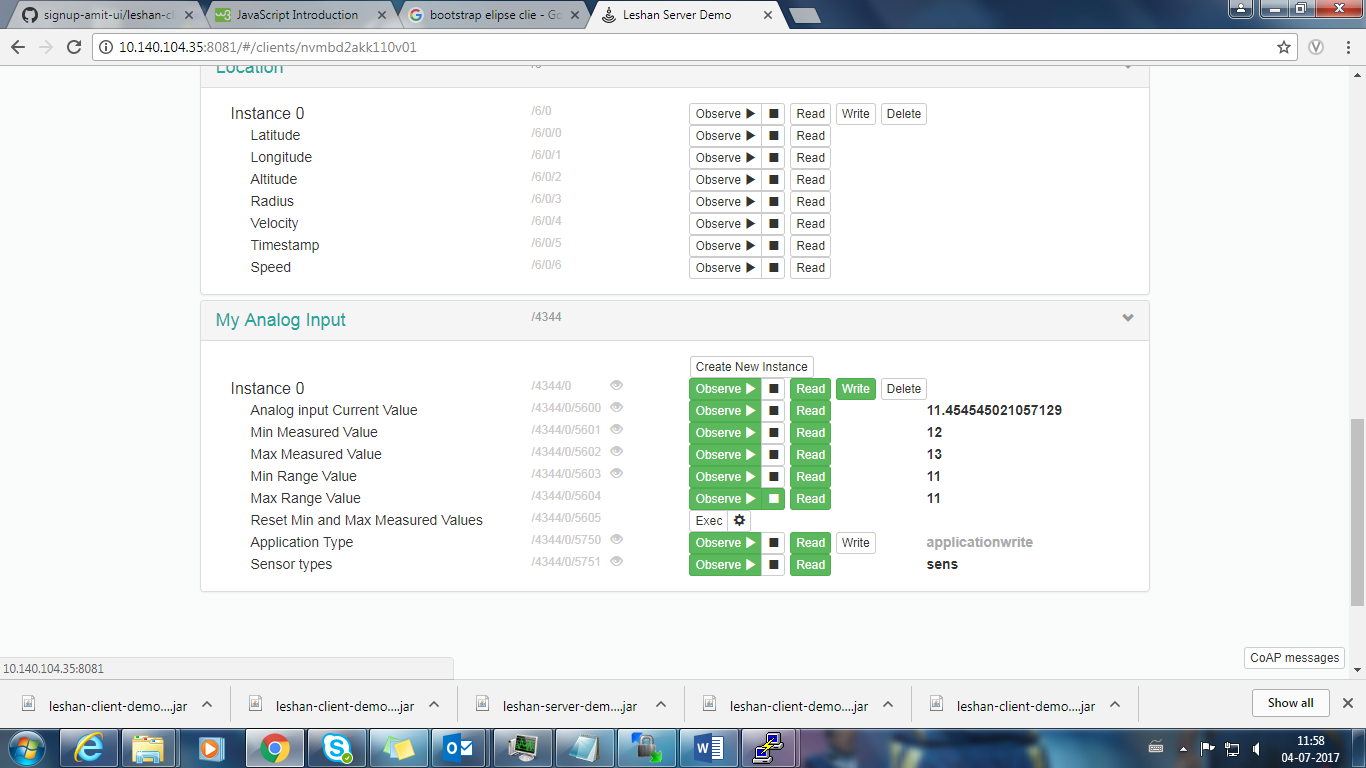 signup-amit-ui/leshan-cl JavaScript Introduction bootstrap elipse clie - Go Leshan Server Demo
10.140.104.35:8081/#/clients/nvmbd2akk110v01
Location
Instance 0 /6/0 Observe Read Write Delete
Latitude /6/0/0 Observe Read
Longitude /6/0/1 Observe Read
Altitude /6/0/2 Observe Read
Radius /6/0/3 Observe Read
Velocity /6/0/4 Observe Read
Timestamp /6/0/5 Observe Read
Speed /6/0/6 Observe Read
My Analog Input /4344
Create New Instance
Instance 0 /4344/0 Observe Read Write Delete
Analog input Current Value /4344/0/5600 Observe Read 11.454545021057129
Min Measured Value /4344/0/5601 Observe Read 12
Max Measured Value /4344/0/5602 Observe Read 13
Min Range Value /4344/0/5603 Observe Read 11
Max Range Value /4344/0/5604 Observe Read 11
Reset Min and Max Measured Values /4344/0/5605 Exec
Application Type /4344/0/5750 Observe Read Write applicationwrite
Sensor types /4344/0/5751 Observe Read sens
CoAP messages
10.140.104.35:8081
leshan-client-demo....jar leshan-client-demo....jar leshan-server-dem....jar leshan-client-demo....jar leshan-client-demo....jar Show all
11:58
04-07-2017